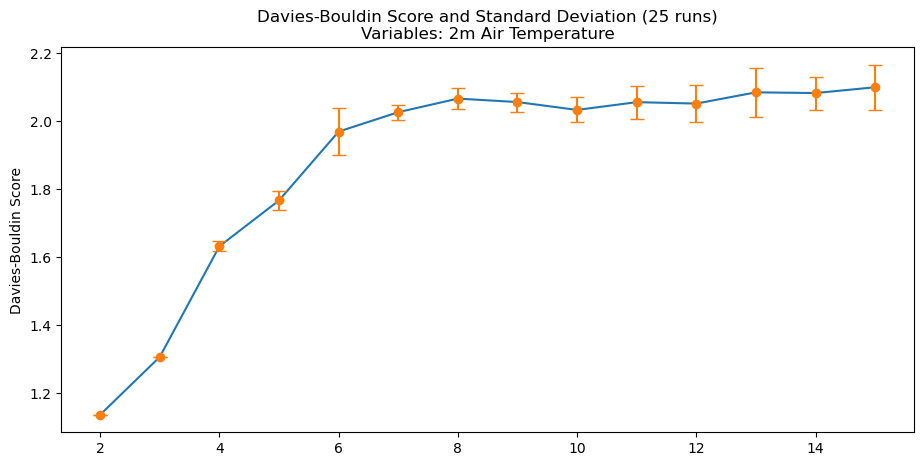 Davies-Bouldin Score and Standard Deviation (25 runs)
Variables: 2m Air Temperature
Davies-Bouldin Score
2.2
2.0
1.8
1.6
1.4
1.2
2 4 6 8 10 12 14